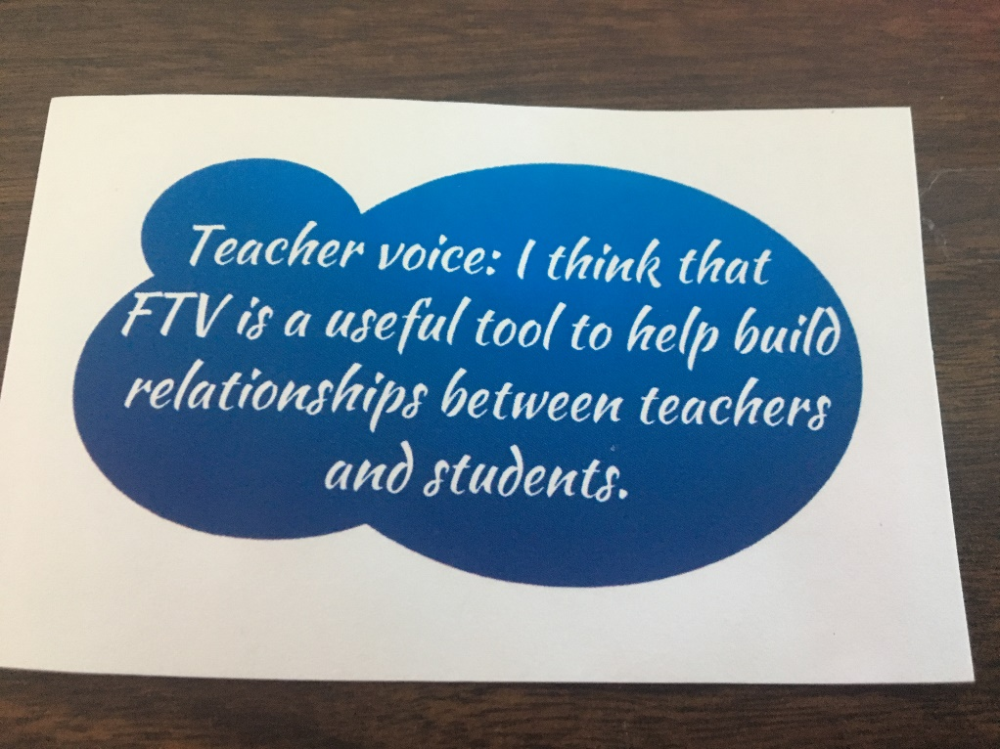 Teacher voice: I think that
FTV is a useful tool to help build
relationships between teachers
and students.